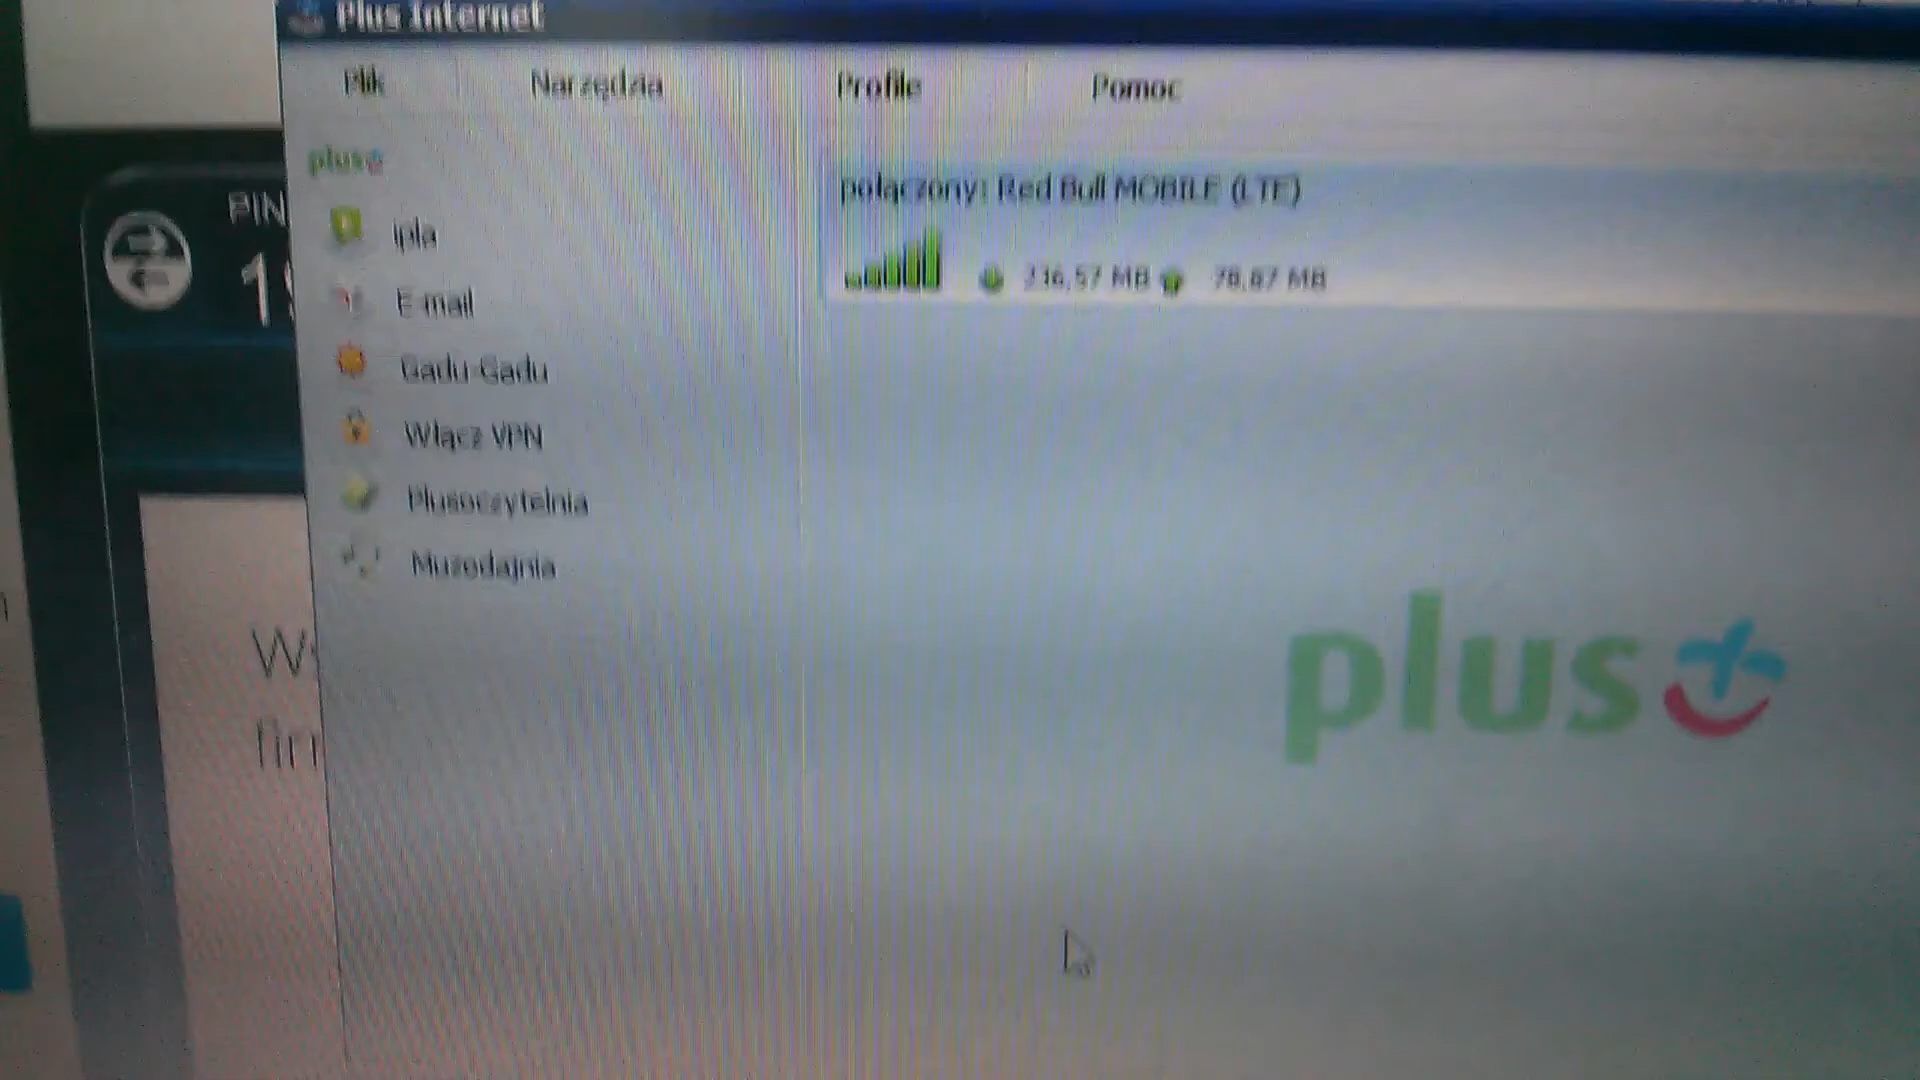 Plus Internet
Plik Narzędzia Profile Pomoc
plus
połączony: Red Bull MOBILE (LTE)
ipla
236,57 MB 78,87 MB
E-mail
Gadu-Gadu
Włącz VPN
Plusoczytelnia
Muzodajnia
PIN
plus